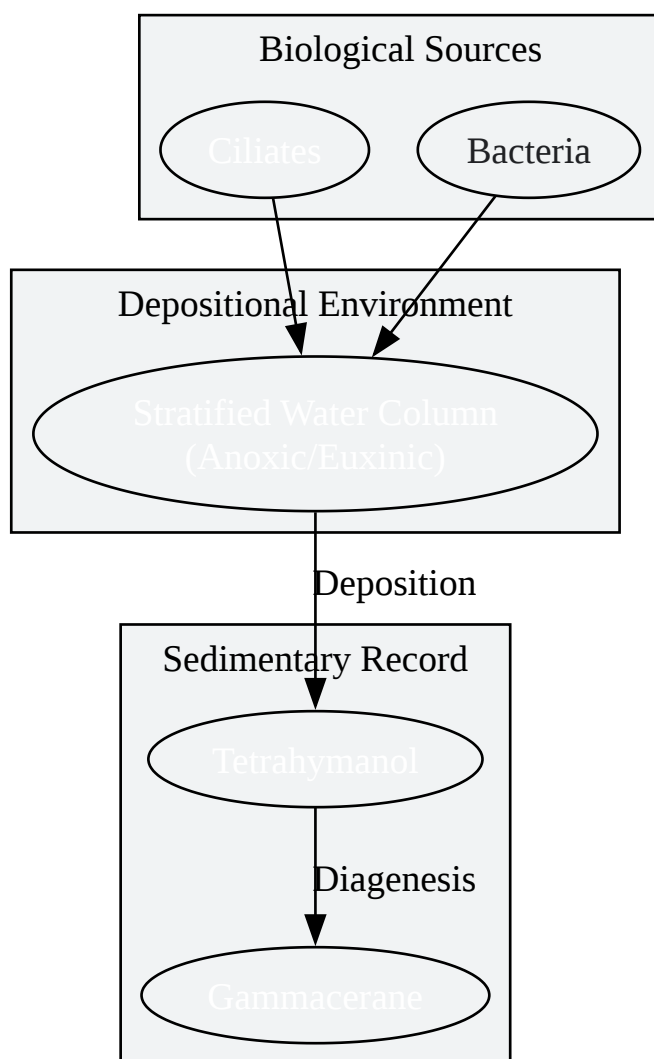 Biological Sources
Ciliates
Bacteria
Depositional Environment
Stratified Water Column
(Anoxic/Euxinic)
Deposition
Sedimentary Record
Tetrahymanol
Diagenesis
Gammacerane